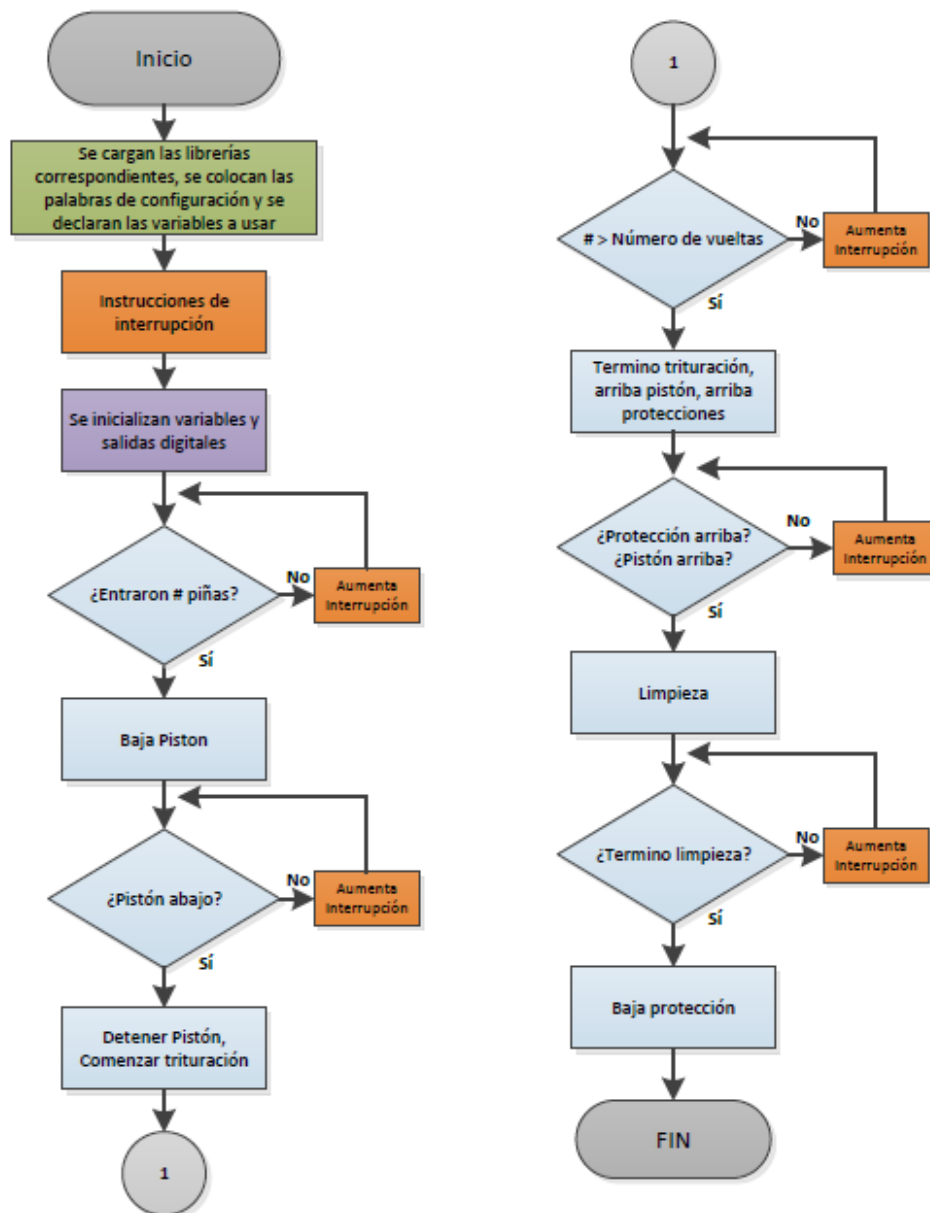 Inicio
Se cargan las librerías
correspondientes, se colocan las
palabras de configuración y se
declaran las variables a usar
Instrucciones de
interrupción
Se inicializan variables y
salidas digitales
¿Entraron # piñas?
No
Aumenta
Interrupción
Sí
Baja Piston
¿Pistón abajo?
No
Aumenta
Interrupción
Sí
Detener Pistón,
Comenzar trituración
1
1
# > Número de vueltas
No
Aumenta
Interrupción
Sí
Termino trituración,
arriba pistón, arriba
protecciones
¿Protección arriba?
¿Pistón arriba?
No
Aumenta
Interrupción
Sí
Limpieza
¿Termino limpieza?
No
Aumenta
Interrupción
Sí
Baja protección
FIN